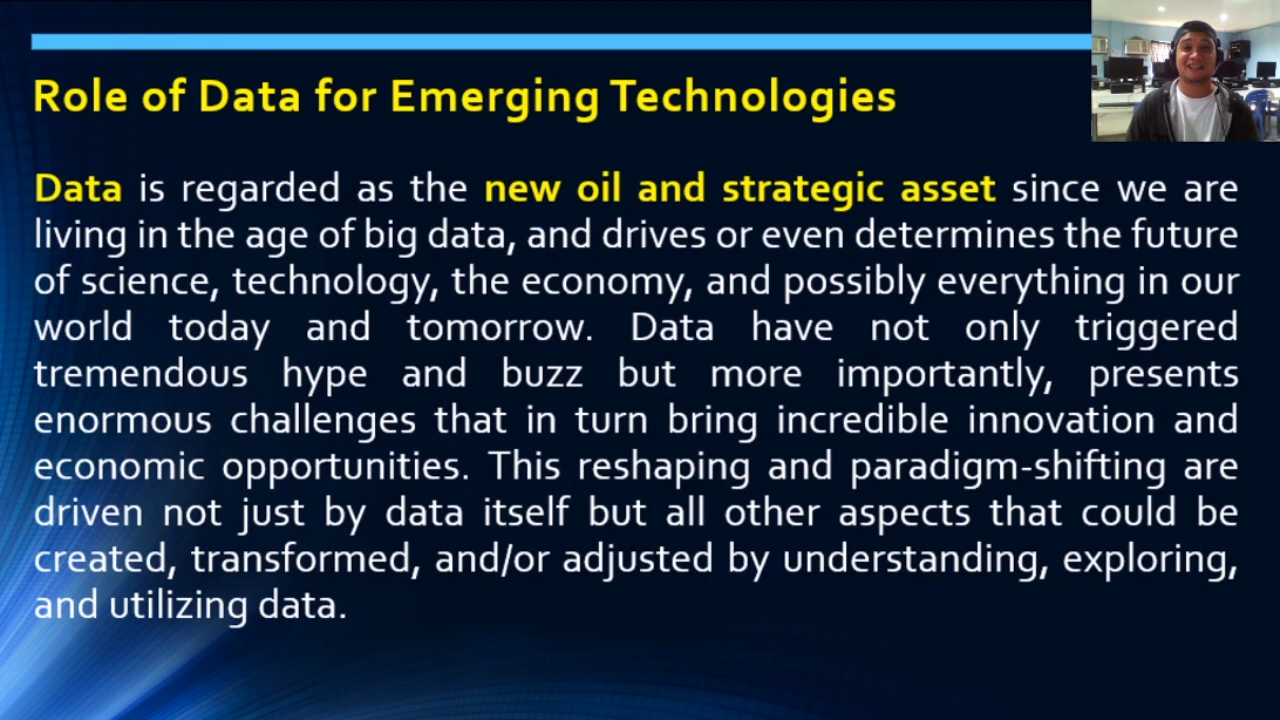 Role of Data for Emerging Technologies
Data is regarded as the new oil and strategic asset since we are
living in the age of big data, and drives or even determines the future
of science, technology, the economy, and possibly everything in our
world today and tomorrow. Data have not only triggered
tremendous hype and buzz but more importantly, presents
enormous challenges that in turn bring incredible innovation and
economic opportunities. This reshaping and paradigm-shifting are
driven not just by data itself but all other aspects that could be
created, transformed, and/or adjusted by understanding, exploring,
and utilizing data.